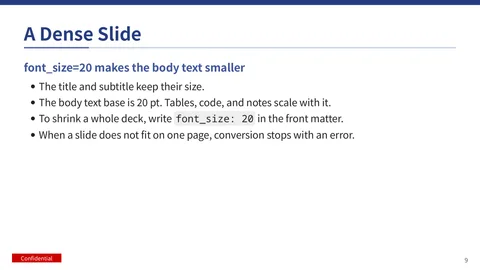 A Dense Slide
font_size=20 makes the body text smaller
• The title and subtitle keep their size.
• The body text base is 20 pt. Tables, code, and notes scale with it.
• To shrink a whole deck, write font_size: 20 in the front matter.
• When a slide does not fit on one page, conversion stops with an error.
Confidential
9